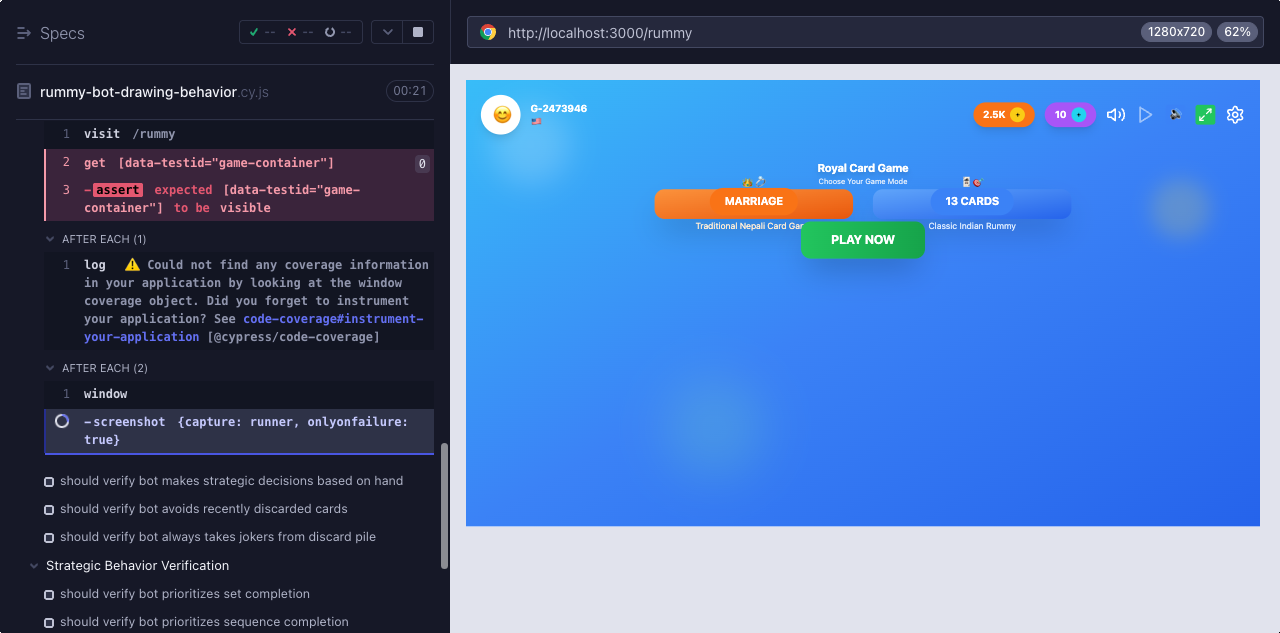 Specs
-- -- --
rummy-bot-drawing-behavior.cy.js
00:21
1 visit /rummy
2 get [data-testid="game-container"] 0
3 -assert expected [data-testid="game-
container"] to be visible
AFTER EACH (1)
1 log ⚠️ Could not find any coverage information
in your application by looking at the window
coverage object. Did you forget to instrument
your application? See code-coverage#instrument-
your-application [@cypress/code-coverage]
AFTER EACH (2)
1 window
-screenshot {capture: runner, onlyonfailure:
true}
should verify bot makes strategic decisions based on hand
should verify bot avoids recently discarded cards
should verify bot always takes jokers from discard pile
Strategic Behavior Verification
should verify bot prioritizes set completion
should verify bot prioritizes sequence completion
http://localhost:3000/rummy
1280x720
62%
G-2473946
2.5K +
10 +
Royal Card Game
Choose Your Game Mode
MARRIAGE
13 CARDS
Traditional Nepali Card
Classic Indian Rummy
PLAY NOW